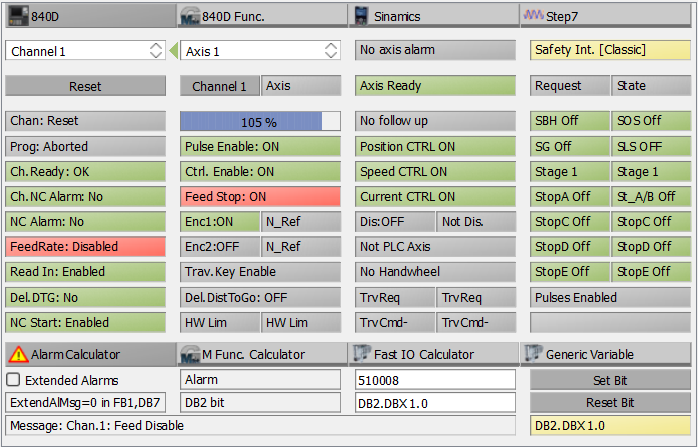 840D 840D Func. Sinamics Step7
Channel 1 Axis 1 No axis alarm Safety Int. [Classic]
Reset Channel 1 Axis Axis Ready Request State
Chan: Reset 105 % No follow up SBH Off SOS Off
Prog: Aborted Pulse Enable: ON Position CTRL ON SG Off SLS OFF
Ch.Ready: OK Ctrl. Enable: ON Speed CTRL ON Stage 1 Stage 1
Ch.NC Alarm: No Feed Stop: ON Current CTRL ON StopA Off St_A/B Off
NC Alarm: No Enc1:ON N_Ref Dis:OFF Not Dis. StopC Off StopC Off
FeedRate: Disabled Enc2:OFF N_Ref Not PLC Axis StopD Off StopD Off
Read In: Enabled Trav.Key Enable No Handwheel StopE Off StopE Off
Del.DTG: No Del.DistToGo: OFF TrvReq TrvReq Pulses Enabled
NC Start: Enabled HW Lim HW Lim TrvCmd- TrvCmd-
Alarm Calculator M Func. Calculator Fast IO Calculator Generic Variable
Extended Alarms Alarm 510008 Set Bit
ExtendAlMsg=0 in FB1,DB7 DB2 bit DB2.DBX 1.0 Reset Bit
Message: Chan.1: Feed Disable DB2.DBX 1.0